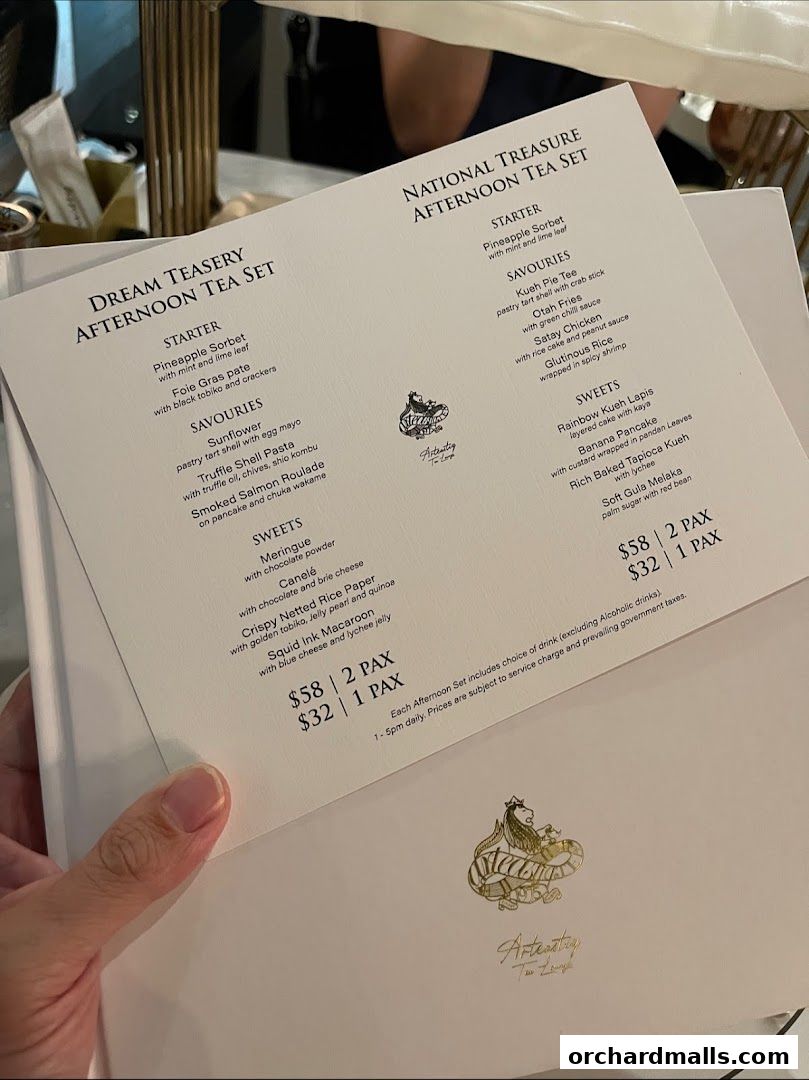 DREAM TEASERY
AFTERNOON TEA SET
STARTER
Pineapple Sorbet
with mint and lime leaf
Foie Gras pate
with black tobiko and crackers
SAVOURIES
Sunflower
pastry tart shell with egg mayo
Truffle Shell Pasta
with truffle oil, chives, shio kombu
Smoked Salmon Roulade
on pancake and chuka wakame
SWEETS
Meringue
with chocolate powder
Canelé
with chocolate and brie cheese
Crispy Netted Rice Paper
with golden tobiko, jelly pearl and quinoa
Squid Ink Macaroon
with blue cheese and lychee jelly
$58 | 2 PAX
$32 | 1 PAX
NATIONAL TREASURE
AFTERNOON TEA SET
STARTER
Pineapple Sorbet
with mint and lime leaf
SAVOURIES
Kueh Pie Tee
pastry tart shell with crab stick
Otah Fries
with green chilli sauce
Satay Chicken
with rice cake and peanut sauce
Glutinous Rice
wrapped in spicy shrimp
SWEETS
Rainbow Kueh Lapis
layered cake with kaya
Banana Pancake
with custard wrapped in pandan Leaves
Rich Baked Tapioca Kueh
with lychee
Soft Gula Melaka
palm sugar with red bean
$58 | 2 PAX
$32 | 1 PAX
Each Afternoon Set includes choice of drink (excluding Alcoholic drinks).
1 - 5pm daily. Prices are subject to service charge and prevailing government taxes.
Arteastiq
Tea Lounge
Arteastiq
Arteastiq
Tea Lounge
orchardmalls.com